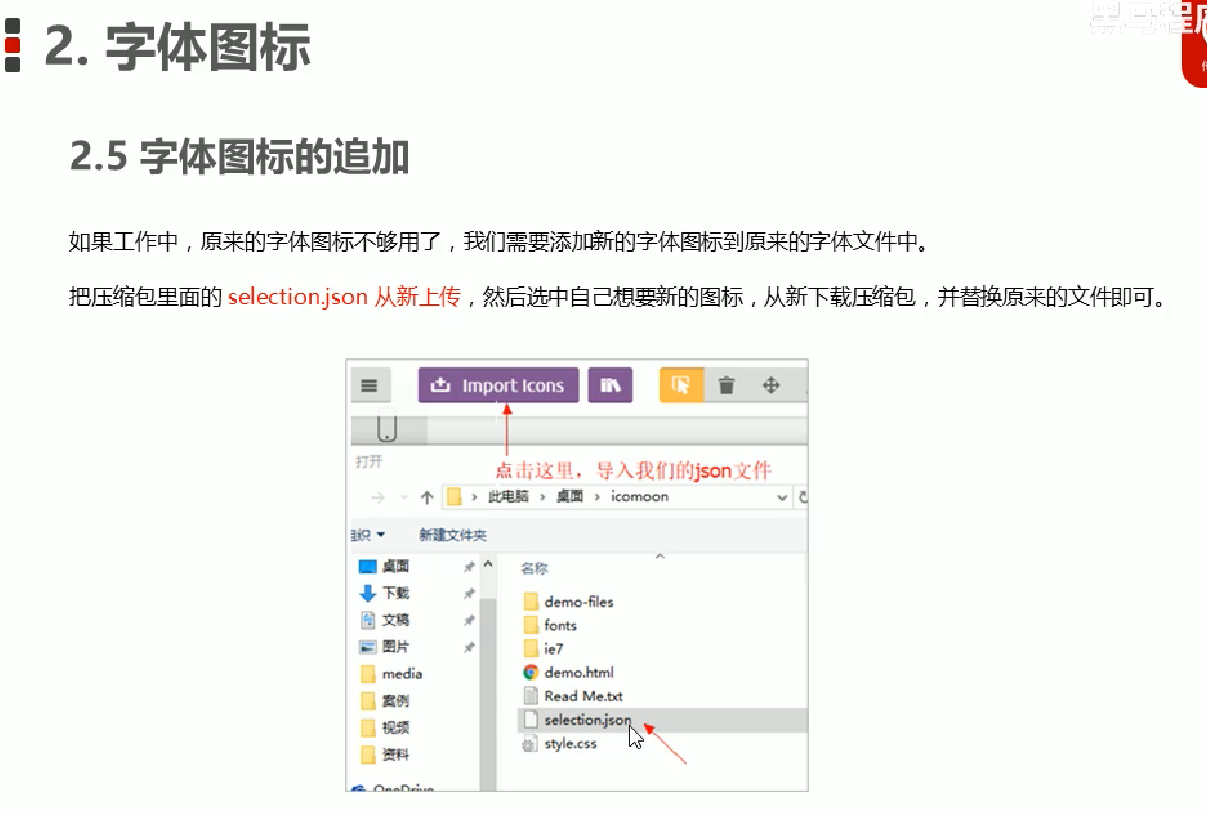 黑马程
2. 字体图标
2.5 字体图标的追加
如果工作中，原来的字体图标不够用了，我们需要添加新的字体图标到原来的字体文件中。
把压缩包里面的 selection.json 从新上传，然后选中自己想要新的图标，从新下载压缩包，并替换原来的文件即可。
Import Icons
打开
点击这里，导入我们的json文件
此电脑 › 桌面 › icomoon
组织 新建文件夹
桌面
下载
文稿
图片
media
案例
视频
资料
OneDrive
名称
demo-files
fonts
ie7
demo.html
Read Me.txt
selection.json
style.css